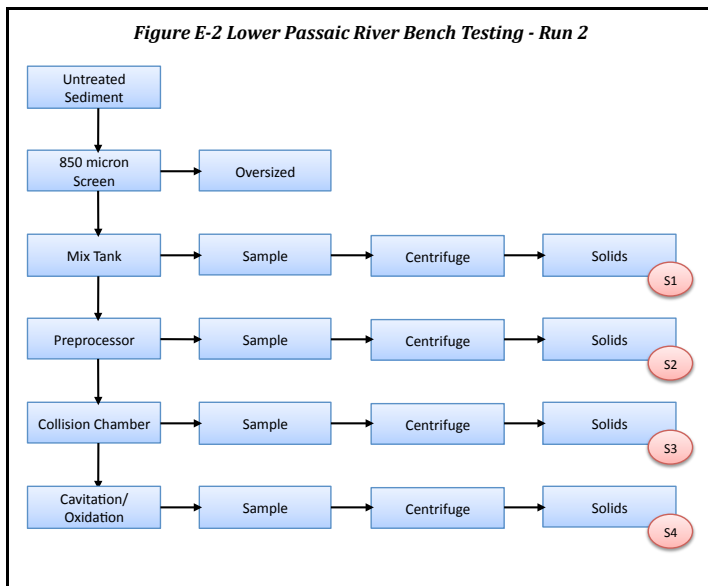 Figure E-2 Lower Passaic River Bench Testing - Run 2
Untreated
Sediment
850 micron
Screen
Oversized
Mix Tank
Sample
Centrifuge
Solids
S1
Preprocessor
Sample
Centrifuge
Solids
S2
Collision Chamber
Sample
Centrifuge
Solids
S3
Cavitation/
Oxidation
Sample
Centrifuge
Solids
S4